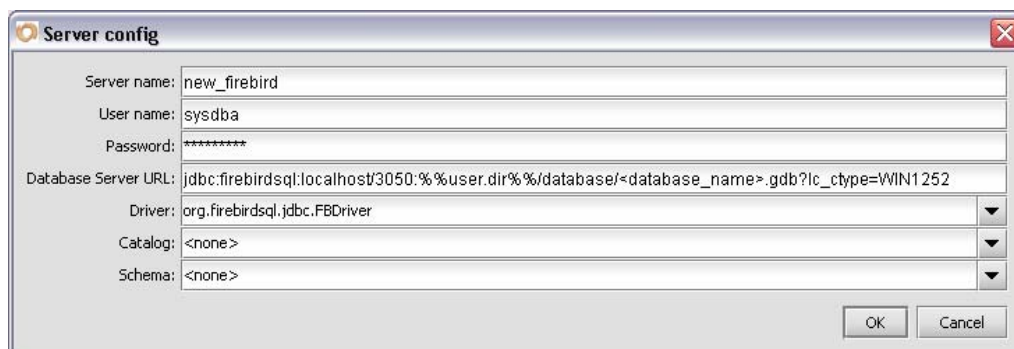 Server config
Server name: new_firebird
User name: sysdba
Password: *********
Database Server URL: jdbc:firebirdsql:localhost/3050:%%user.dir%%/database/<database_name>.gdb?lc_ctype=WIN1252
Driver: org.firebirdsql.jdbc.FBDriver
Catalog: <none>
Schema: <none>
OK Cancel